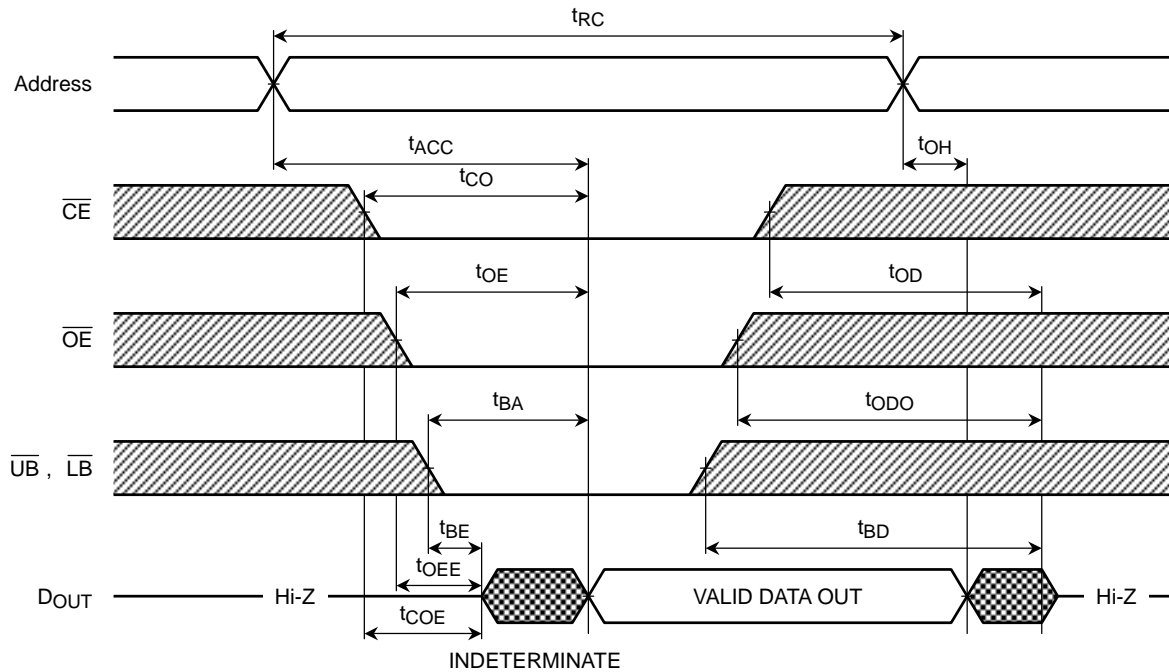 tRC
Address
tACC
tOH
tCO
CE
tOE
tOD
OE
tBA
tODO
UB , LB
tBE
tBD
tOEE
DOUT
Hi-Z
VALID DATA OUT
Hi-Z
tCOE
INDETERMINATE